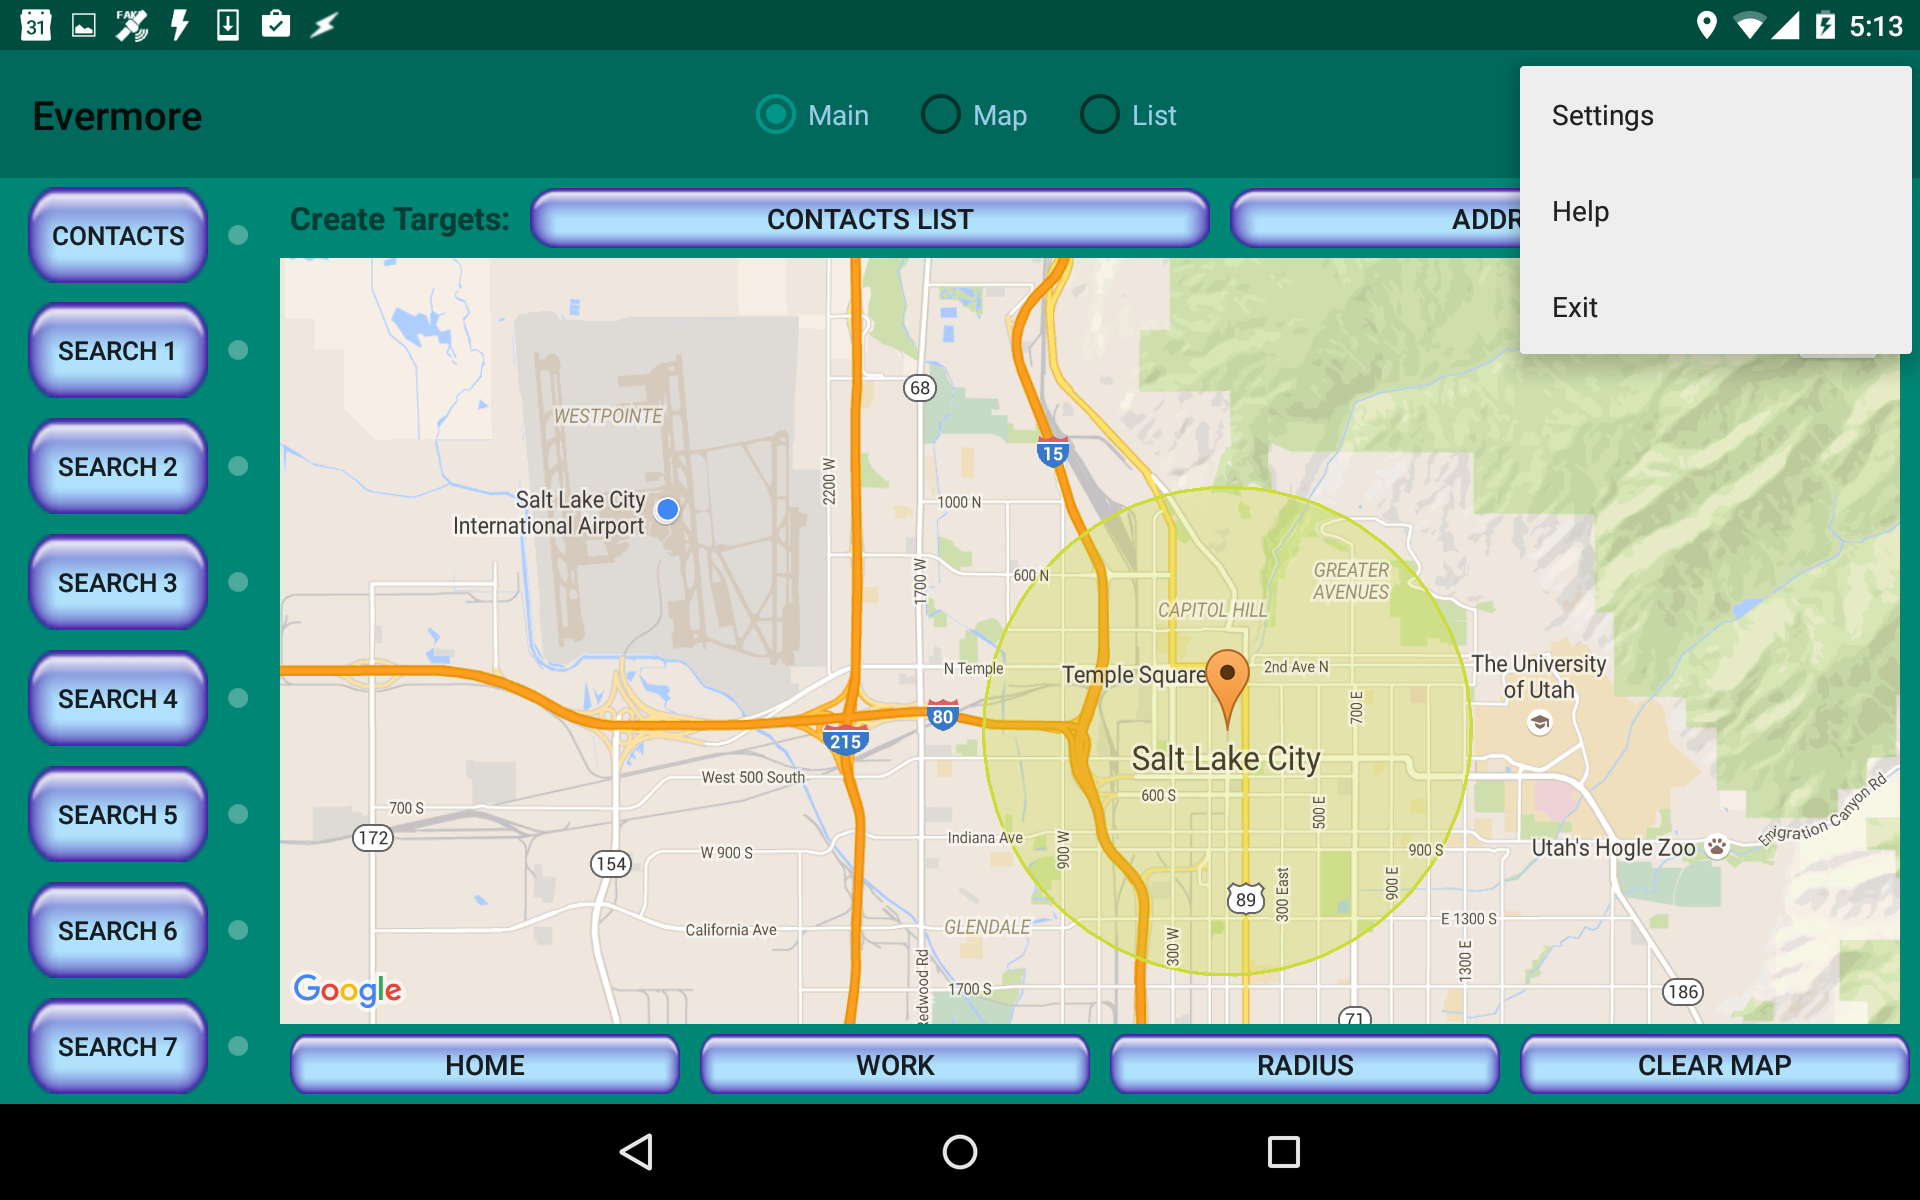 31
FAKE
5:13
Evermore
Main
Map
List
Settings
Help
Exit
CONTACTS
SEARCH 1
SEARCH 2
SEARCH 3
SEARCH 4
SEARCH 5
SEARCH 6
SEARCH 7
Create Targets:
CONTACTS LIST
ADDR
WESTPOINTE
Salt Lake City
International Airport
2200 W
68
15
1000 N
1700 W
600 N
GREATER
AVENUES
CAPITOL HILL
N Temple
Temple Square
2nd Ave N
The University
of Utah
700 E
80
215
Salt Lake City
West 500 South
600 S
500 E
700 S
172
154
W 900 S
Indiana Ave
900 W
900 S
Utah's Hogle Zoo
Emigration Canyon Rd
89
300 East
900 E
E 1300 S
California Ave
GLENDALE
300 W
1300 E
Redwood Rd
1700 S
186
71
Google
HOME
WORK
RADIUS
CLEAR MAP